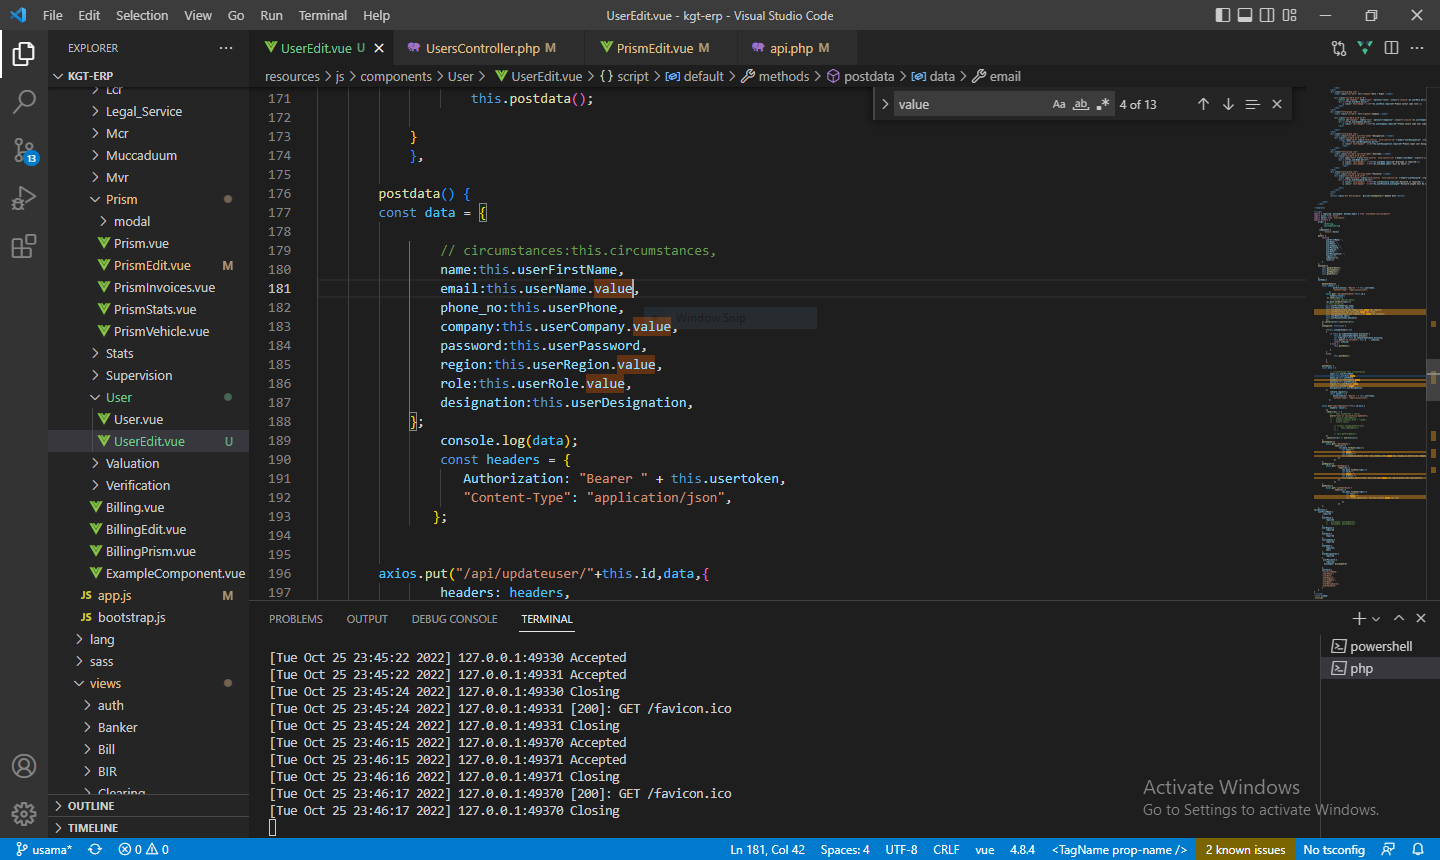 File Edit Selection View Go Run Terminal Help
UserEdit.vue - kgt-erp - Visual Studio Code
EXPLORER
UserEdit.vue U
UsersController.php M
PrismEdit.vue M
api.php M
resources > js > components > User > UserEdit.vue > {} script > default > methods > postdata > data > email
value
Aa ab .*
4 of 13
KGT-ERP
Lcr
Legal_Service
Mcr
Muccaduum
Mvr
Prism
modal
Prism.vue
PrismEdit.vue M
PrismInvoices.vue
PrismStats.vue
PrismVehicle.vue
Stats
Supervision
User
User.vue
UserEdit.vue U
Valuation
Verification
Billing.vue
BillingEdit.vue
BillingPrism.vue
ExampleComponent.vue
JS app.js M
JS bootstrap.js
lang
sass
views
auth
Banker
Bill
BIR
Clearing
OUTLINE
TIMELINE
13
171 this.postdata();
172
173 }
174 },
175
176 postdata() {
177 const data = {
178
179 // circumstances:this.circumstances,
180 name:this.userFirstName,
181 email:this.userName.value,
182 phone_no:this.userPhone,
183 company:this.userCompany.value,
184 password:this.userPassword,
185 region:this.userRegion.value,
186 role:this.userRole.value,
187 designation:this.userDesignation,
188 };
189 console.log(data);
190 const headers = {
191 Authorization: "Bearer " + this.usertoken,
192 "Content-Type": "application/json",
193 };
194
195
196 axios.put("/api/updateuser/"+this.id,data,{
197 headers: headers,
Window Snip
PROBLEMS OUTPUT DEBUG CONSOLE TERMINAL
[Tue Oct 25 23:45:22 2022] 127.0.0.1:49330 Accepted
[Tue Oct 25 23:45:22 2022] 127.0.0.1:49331 Accepted
[Tue Oct 25 23:45:24 2022] 127.0.0.1:49330 Closing
[Tue Oct 25 23:45:24 2022] 127.0.0.1:49331 [200]: GET /favicon.ico
[Tue Oct 25 23:45:24 2022] 127.0.0.1:49331 Closing
[Tue Oct 25 23:46:15 2022] 127.0.0.1:49370 Accepted
[Tue Oct 25 23:46:15 2022] 127.0.0.1:49371 Accepted
[Tue Oct 25 23:46:16 2022] 127.0.0.1:49371 Closing
[Tue Oct 25 23:46:17 2022] 127.0.0.1:49370 [200]: GET /favicon.ico
[Tue Oct 25 23:46:17 2022] 127.0.0.1:49370 Closing
powershell
php
Activate Windows
Go to Settings to activate Windows.
usama* 0 0
Ln 181, Col 42 Spaces: 4 UTF-8 CRLF vue 4.8.4 <TagName prop-name /> 2 known issues No tsconfig